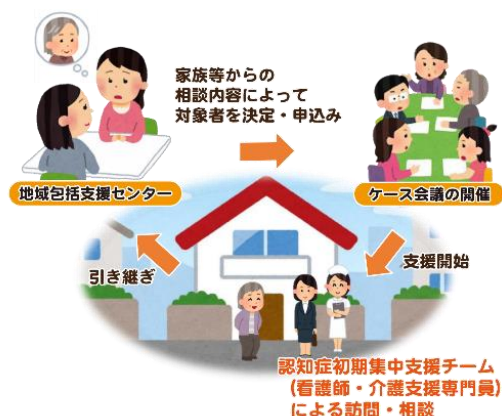 家族等からの
相談内容によって
対象者を決定・申込み
地域包括支援センター
ケース会議の開催
引き継ぎ
支援開始
認知症初期集中支援チーム
(看護師・介護支援専門員)
による訪問・相談